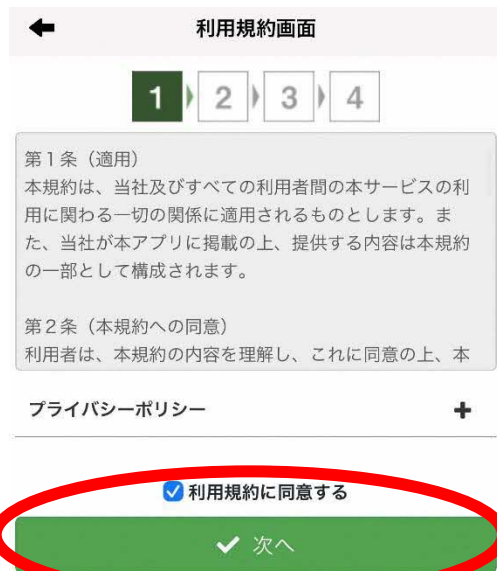 利用規約画面
1 2 3 4
第1条（適用）
本規約は、当社及びすべての利用者間の本サービスの利
用に関わる一切の関係に適用されるものとします。ま
た、当社が本アプリに掲載の上、提供する内容は本規約
の一部として構成されます。
第2条（本規約への同意）
利用者は、本規約の内容を理解し、これに同意の上、本
プライバシーポリシー
利用規約に同意する
次へ